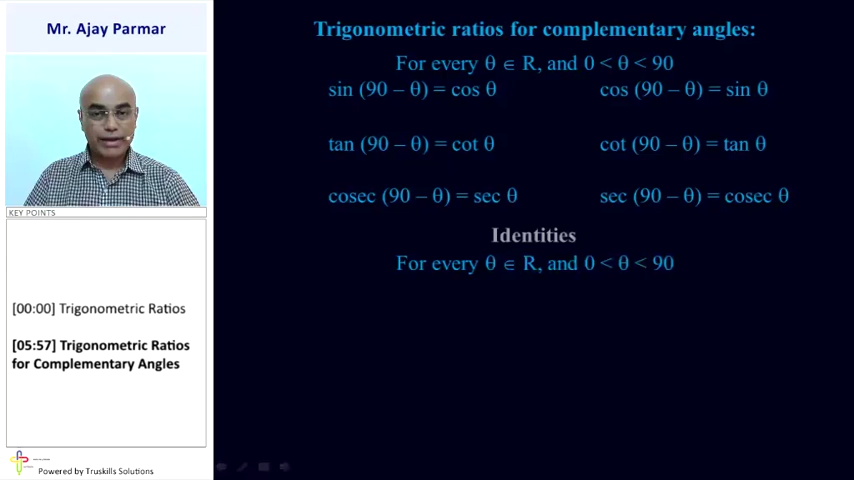 Mr. Ajay Parmar
KEY POINTS
[00:00] Trigonometric Ratios
[05:57] Trigonometric Ratios
for Complementary Angles
Powered by Truskills Solutions
Trigonometric ratios for complementary angles:
For every θ ∈ R, and 0 < θ < 90
sin (90 – θ) = cos θ cos (90 – θ) = sin θ
tan (90 – θ) = cot θ cot (90 – θ) = tan θ
cosec (90 – θ) = sec θ sec (90 – θ) = cosec θ
Identities
For every θ ∈ R, and 0 < θ < 90